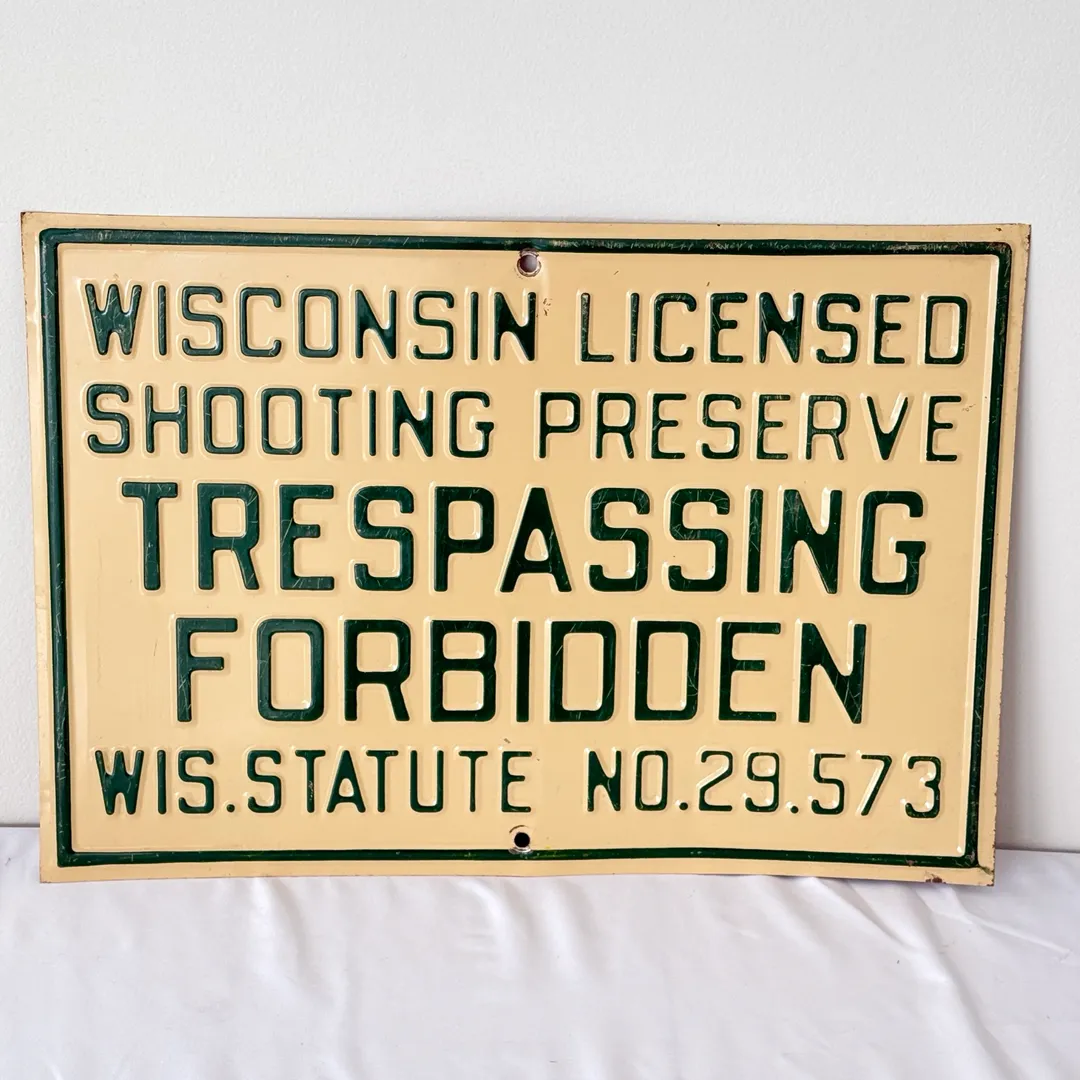 WISCONSIN LICENSED
SHOOTING PRESERVE
TRESPASSING
FORBIDDEN
WIS.STATUTE NO.29.573